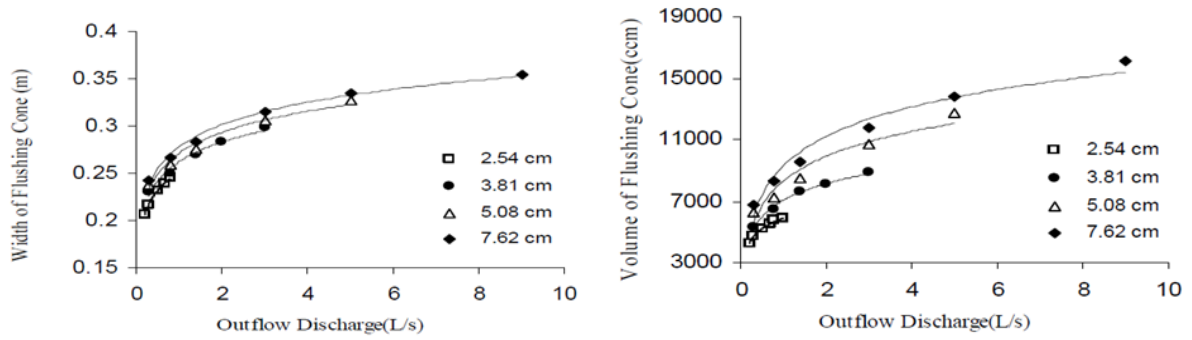 Width of Flushing Cone (m)
0.4
0.35
0.3
0.25
0.2
0.15
0
2
4
6
8
10
Outflow Discharge(L/s)
2.54 cm
3.81 cm
5.08 cm
7.62 cm
Volume of Flushing Cone(ccm)
19000
15000
11000
7000
3000
0
2
4
6
8
10
Outflow Discharge(L/s)
2.54 cm
3.81 cm
5.08 cm
7.62 cm